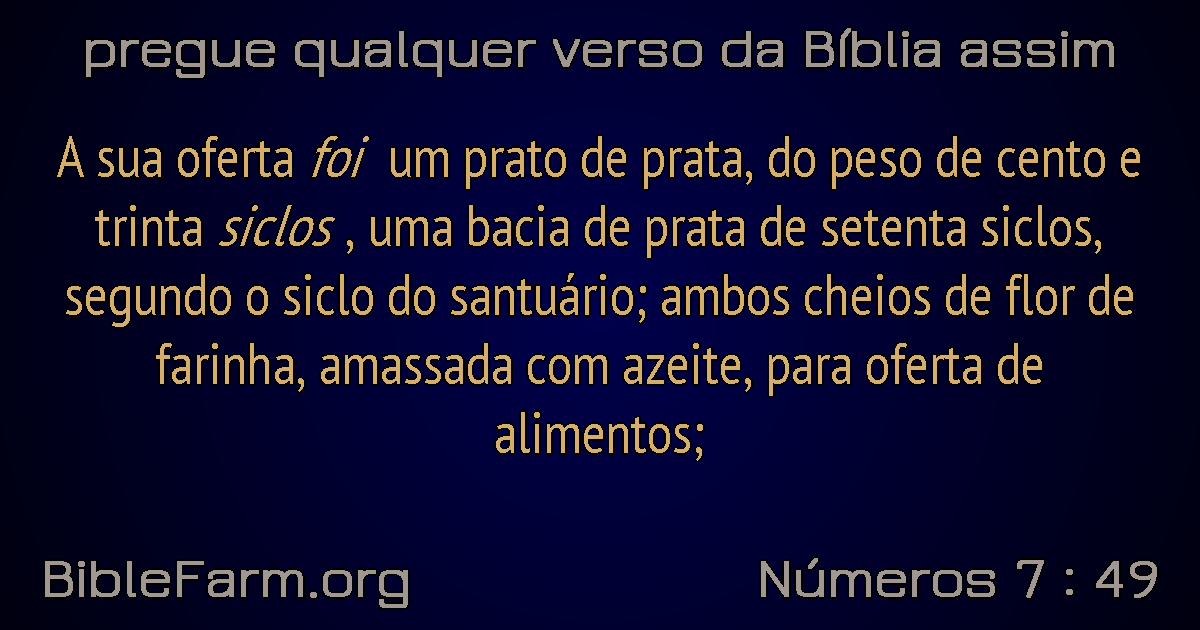 pregue qualquer verso da Bíblia assim
A sua oferta foi um prato de prata, do peso de cento e
trinta siclos , uma bacia de prata de setenta siclos,
segundo o siclo do santuário; ambos cheios de flor de
farinha, amassada com azeite, para oferta de
alimentos;
BibleFarm.org
Números 7 : 49